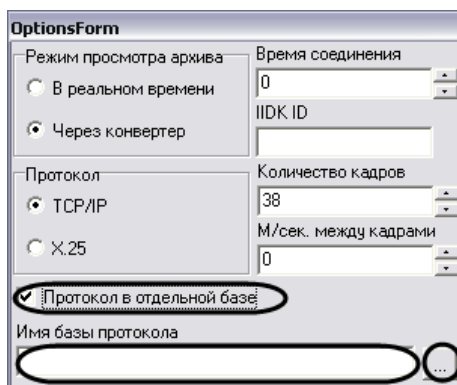 OptionsForm
Режим просмотра архива
В реальном времени
Через конвертер
Время соединения
0
IIDK ID
Протокол
TCP/IP
X.25
Количество кадров
38
М/сек. между кадрами
0
Протокол в отдельной базе
Имя базы протокола
...